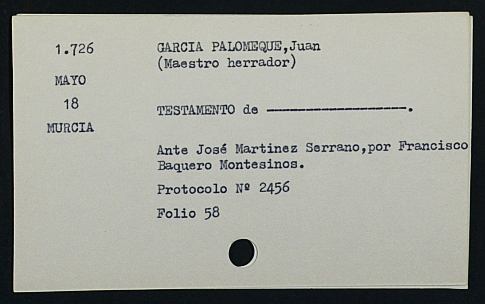 1.726
MAYO
18
MURCIA
GARCIA PALOMEQUE,Juan
(Maestro herrador)
TESTAMENTO de ——————————.
Ante José Martinez Serrano,por Francisco
Baquero Montesinos.
Protocolo Nº 2456
Folio 58